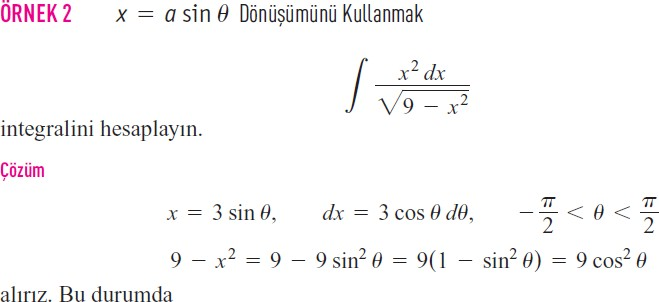 ÖRNEK 2 x = a sin θ Dönüşümünü Kullanmak
∫ x² dx / √(9 − x²)
integralini hesaplayın.
Çözüm
x = 3 sin θ, dx = 3 cos θ dθ, −π/2 < θ < π/2
9 − x² = 9 − 9 sin² θ = 9(1 − sin² θ) = 9 cos² θ
alırız. Bu durumda